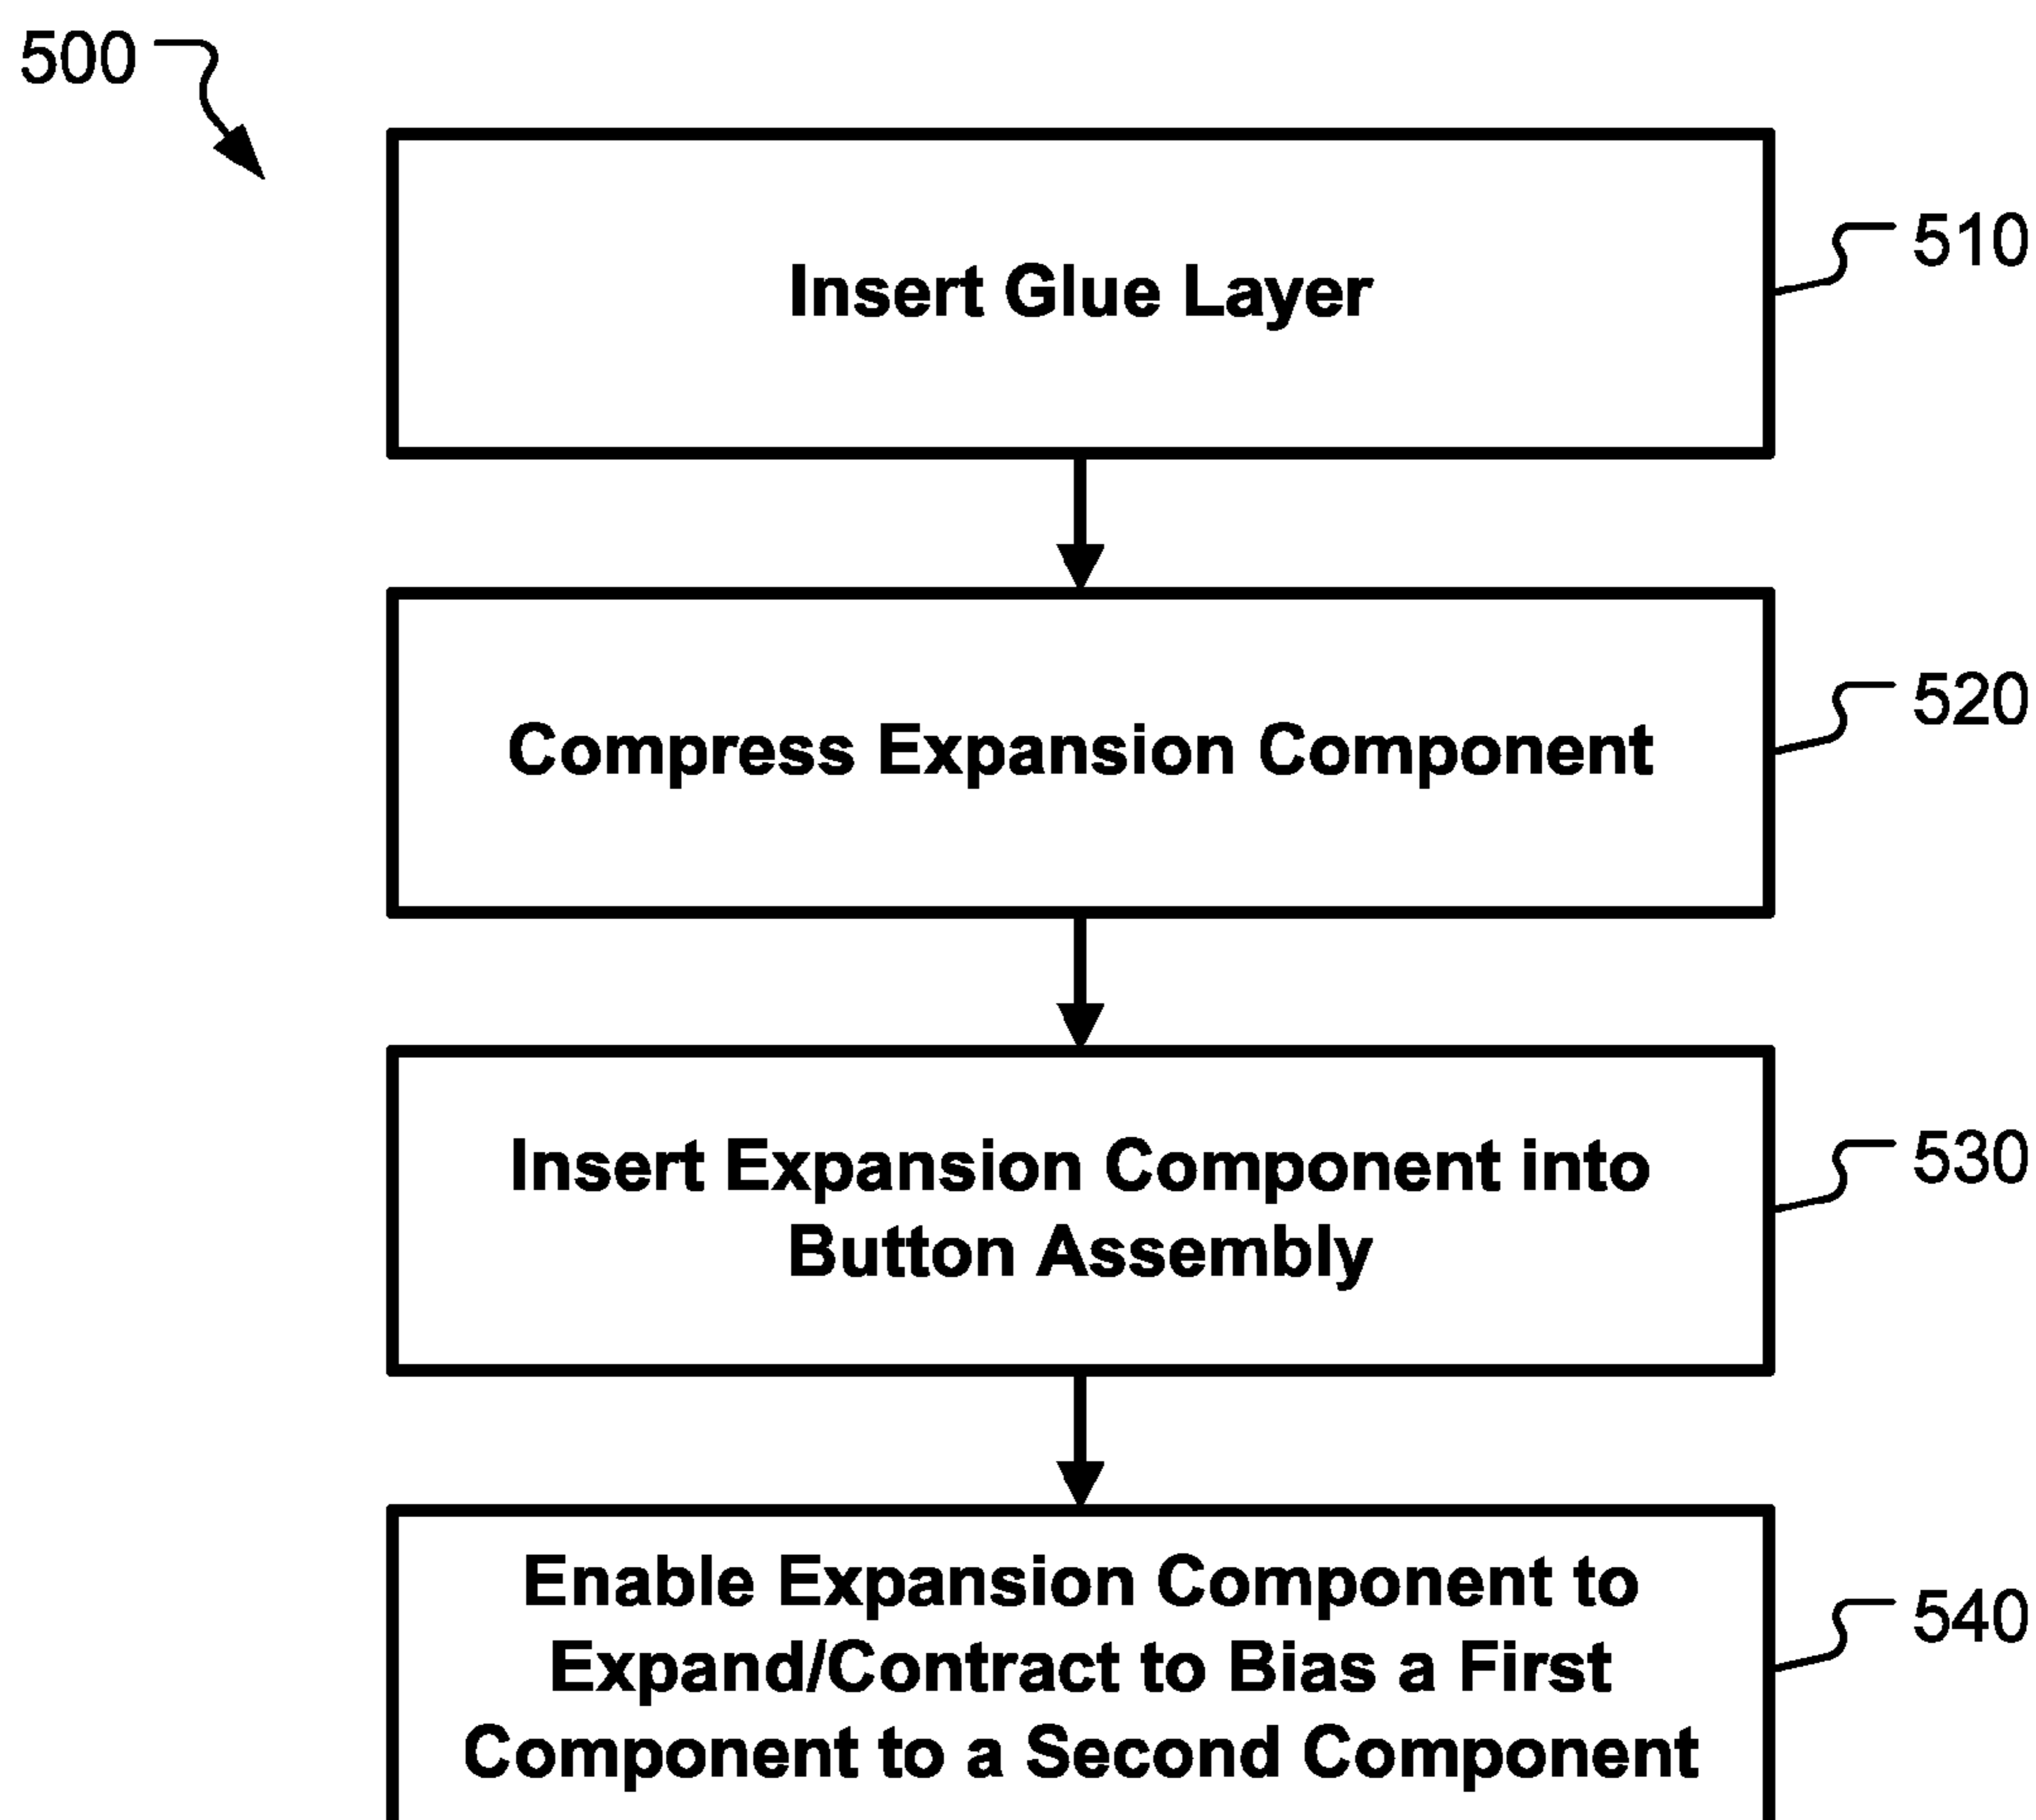 500
Insert Glue Layer
510
Compress Expansion Component
520
Insert Expansion Component into
Button Assembly
530
Enable Expansion Component to
Expand/Contract to Bias a First
Component to a Second Component
540